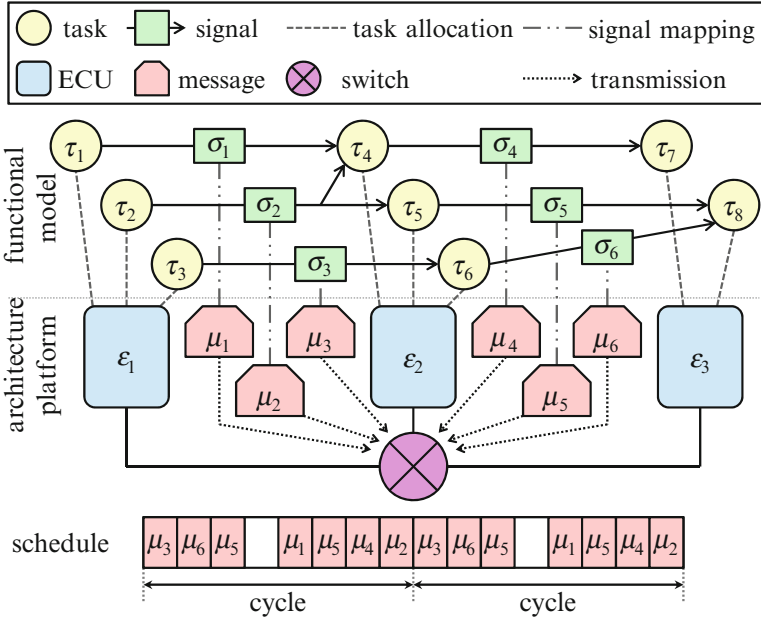 task signal task allocation signal mapping
ECU message switch transmission
functional model
architecture platform
τ1 σ1 τ4 σ4 τ7
τ2 σ2 τ5 σ5 τ8
τ3 σ3 τ6 σ6
ε1 μ1 μ3 ε2 μ4 μ6 ε3
μ2 μ5
schedule μ3 μ6 μ5 μ1 μ5 μ4 μ2 μ3 μ6 μ5 μ1 μ5 μ4 μ2
cycle cycle